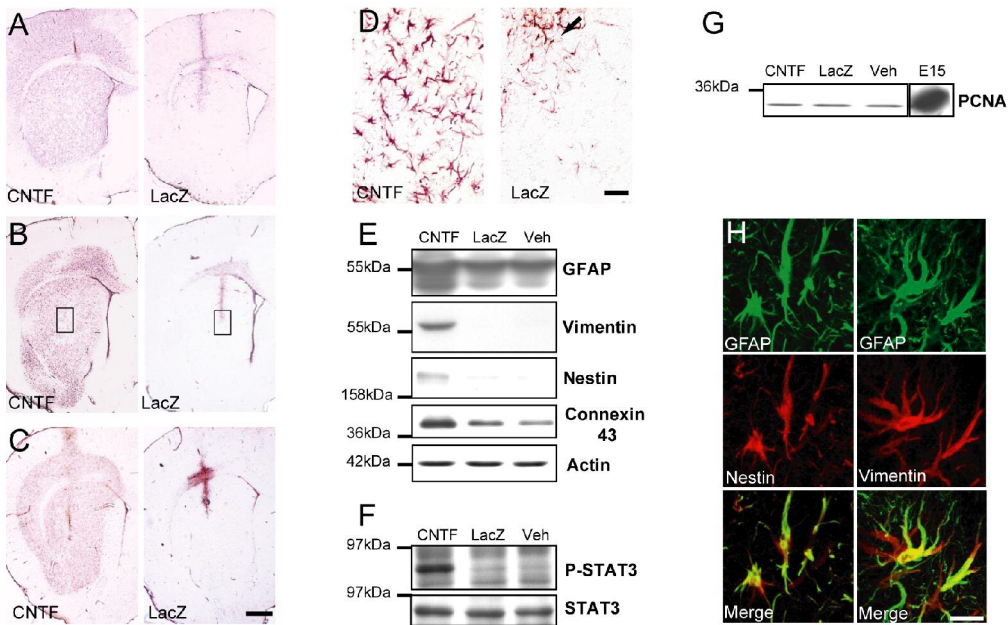 A
CNTF
LacZ
B
CNTF
LacZ
C
CNTF
LacZ
D
CNTF
LacZ
E
CNTF LacZ Veh
55kDa
GFAP
55kDa
Vimentin
158kDa
Nestin
36kDa
Connexin
43
42kDa
Actin
F
CNTF LacZ Veh
97kDa
P-STAT3
97kDa
STAT3
G
CNTF LacZ Veh E15
36kDa
PCNA
H
GFAP
GFAP
Nestin
Vimentin
Merge
Merge